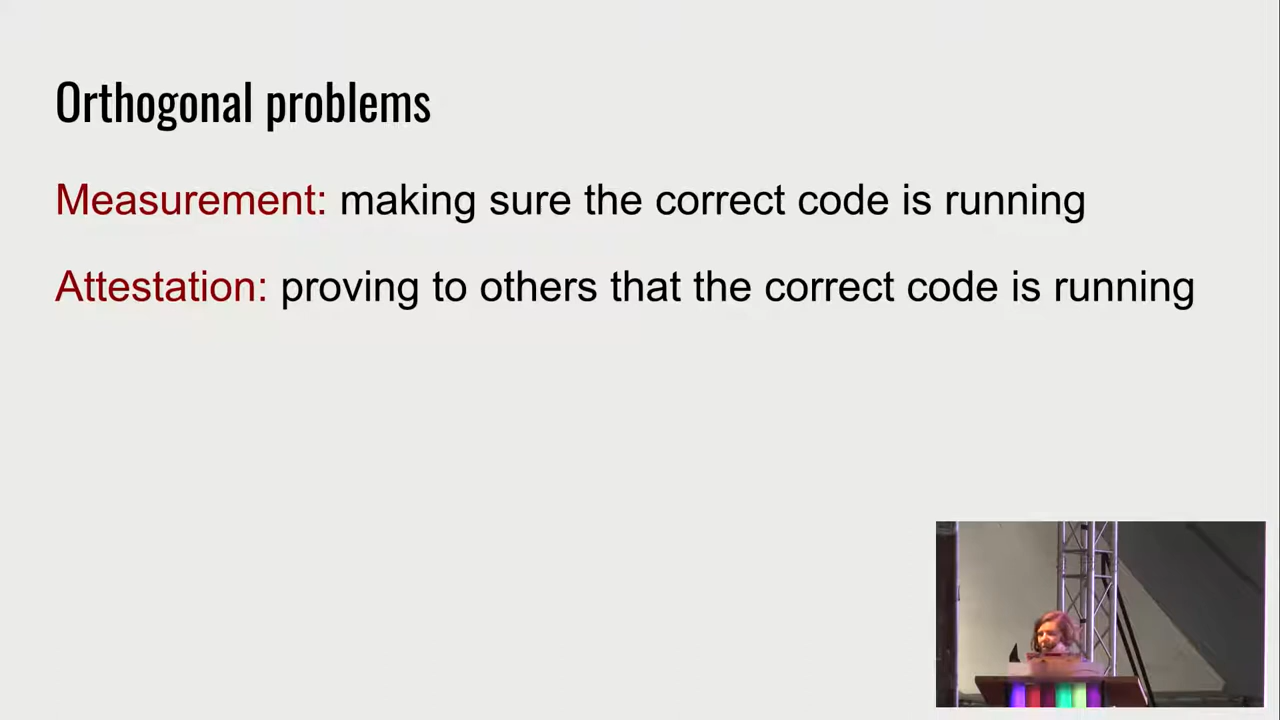 Orthogonal problems
Measurement: making sure the correct code is running
Attestation: proving to others that the correct code is running